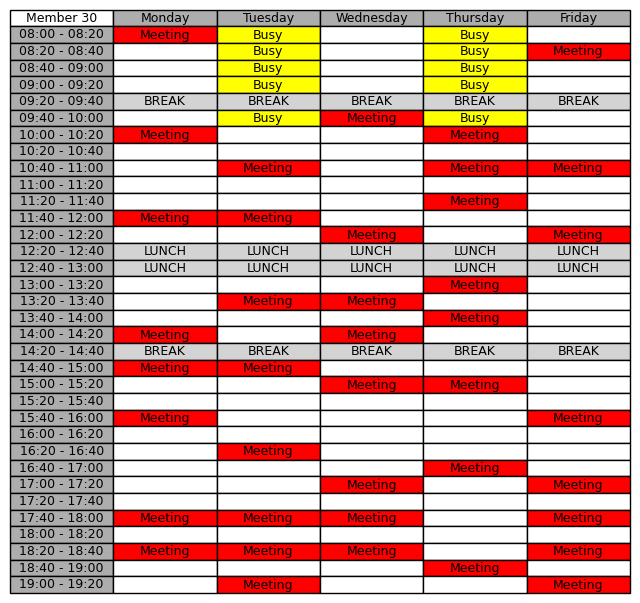 Member 30 Monday Tuesday Wednesday Thursday Friday
08:00 - 08:20 Meeting Busy Busy
08:20 - 08:40 Busy Busy Meeting
08:40 - 09:00 Busy Busy
09:00 - 09:20 Busy Busy
09:20 - 09:40 BREAK BREAK BREAK BREAK BREAK
09:40 - 10:00 Busy Meeting Busy
10:00 - 10:20 Meeting Meeting
10:20 - 10:40
10:40 - 11:00 Meeting Meeting Meeting
11:00 - 11:20
11:20 - 11:40 Meeting
11:40 - 12:00 Meeting Meeting
12:00 - 12:20 Meeting Meeting
12:20 - 12:40 LUNCH LUNCH LUNCH LUNCH LUNCH
12:40 - 13:00 LUNCH LUNCH LUNCH LUNCH LUNCH
13:00 - 13:20 Meeting
13:20 - 13:40 Meeting Meeting
13:40 - 14:00 Meeting
14:00 - 14:20 Meeting Meeting
14:20 - 14:40 BREAK BREAK BREAK BREAK BREAK
14:40 - 15:00 Meeting Meeting
15:00 - 15:20 Meeting Meeting
15:20 - 15:40
15:40 - 16:00 Meeting Meeting
16:00 - 16:20
16:20 - 16:40 Meeting
16:40 - 17:00 Meeting
17:00 - 17:20 Meeting Meeting
17:20 - 17:40
17:40 - 18:00 Meeting Meeting Meeting Meeting
18:00 - 18:20
18:20 - 18:40 Meeting Meeting Meeting Meeting
18:40 - 19:00 Meeting
19:00 - 19:20 Meeting Meeting